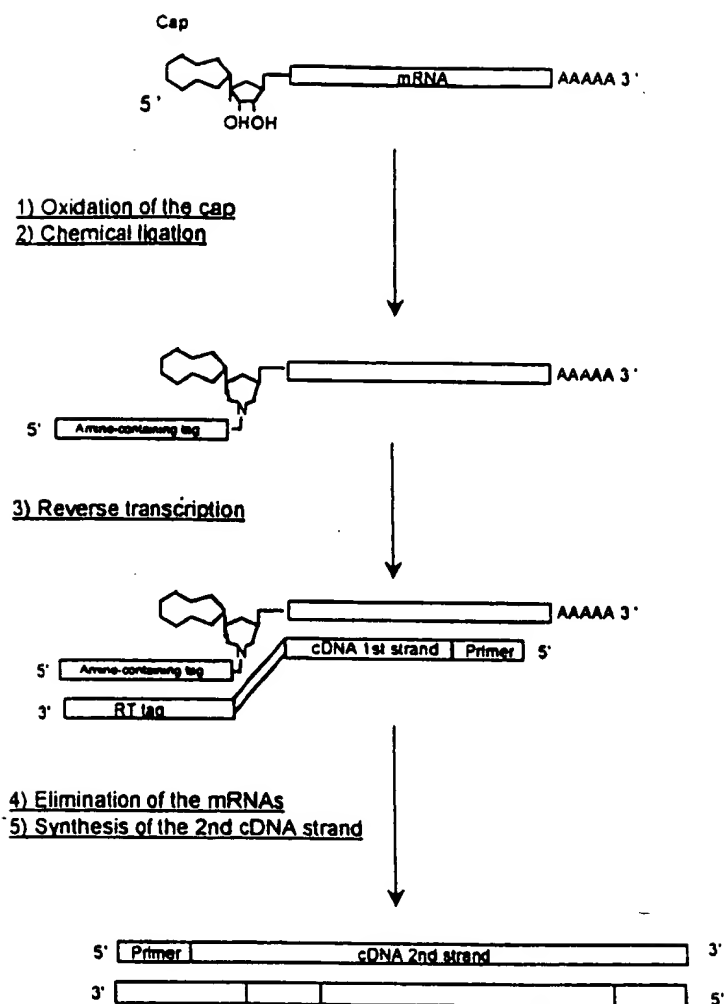 Cap
5' mRNA AAAAA 3'
OHOH
1) Oxidation of the cap
2) Chemical ligation
AAAAA 3'
N
5' Amine-containing tag
3) Reverse transcription
AAAAA 3'
N
cDNA 1st strand Primer 5'
5' Amine-containing tag
3' RT tag
4) Elimination of the mRNAs
5) Synthesis of the 2nd cDNA strand
5' Primer cDNA 2nd strand 3'
3' 5'